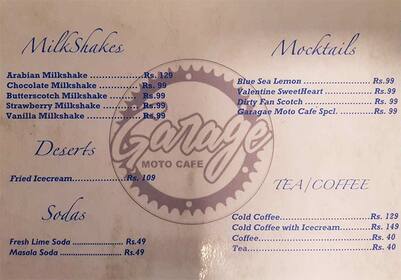 MilkShakes
Arabian Milkshake .................. Rs. 129
Chocolate Milkshake .............. Rs. 99
Butterscotch Milkshake .......... Rs. 99
Strawberry Milkshake ............. Rs. 99
Vanilla Milkshake .................... Rs. 99
Deserts
Fried Icecream......... Rs. 109
Sodas
Fresh Lime Soda ...................... Rs.49
Masala Soda ............................ Rs.49
Garage
MOTO CAFE
Mocktails
Blue Sea Lemon ........................ Rs.99
Valentine SweetHeart ............... Rs.99
Dirty Fan Scotch ....................... Rs.99
Garagae Moto Cafe Spcl. .......... Rs.99
TEA/COFFEE
Cold Coffee............................... Rs. 129
Cold Coffee with Icecream........ Rs. 149
Coffee........................................ Rs. 40
Tea............................................. Rs. 40